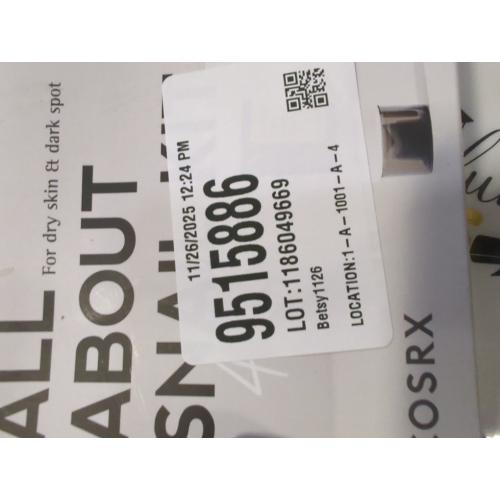 ALL
For dry skin & dark spot
ABOUT
SNAIL
11/26/2025 12:24 PM
9515886
LOT:1186049669
Betsy1126
LOCATION:1-A-1001-A-4
COSRX